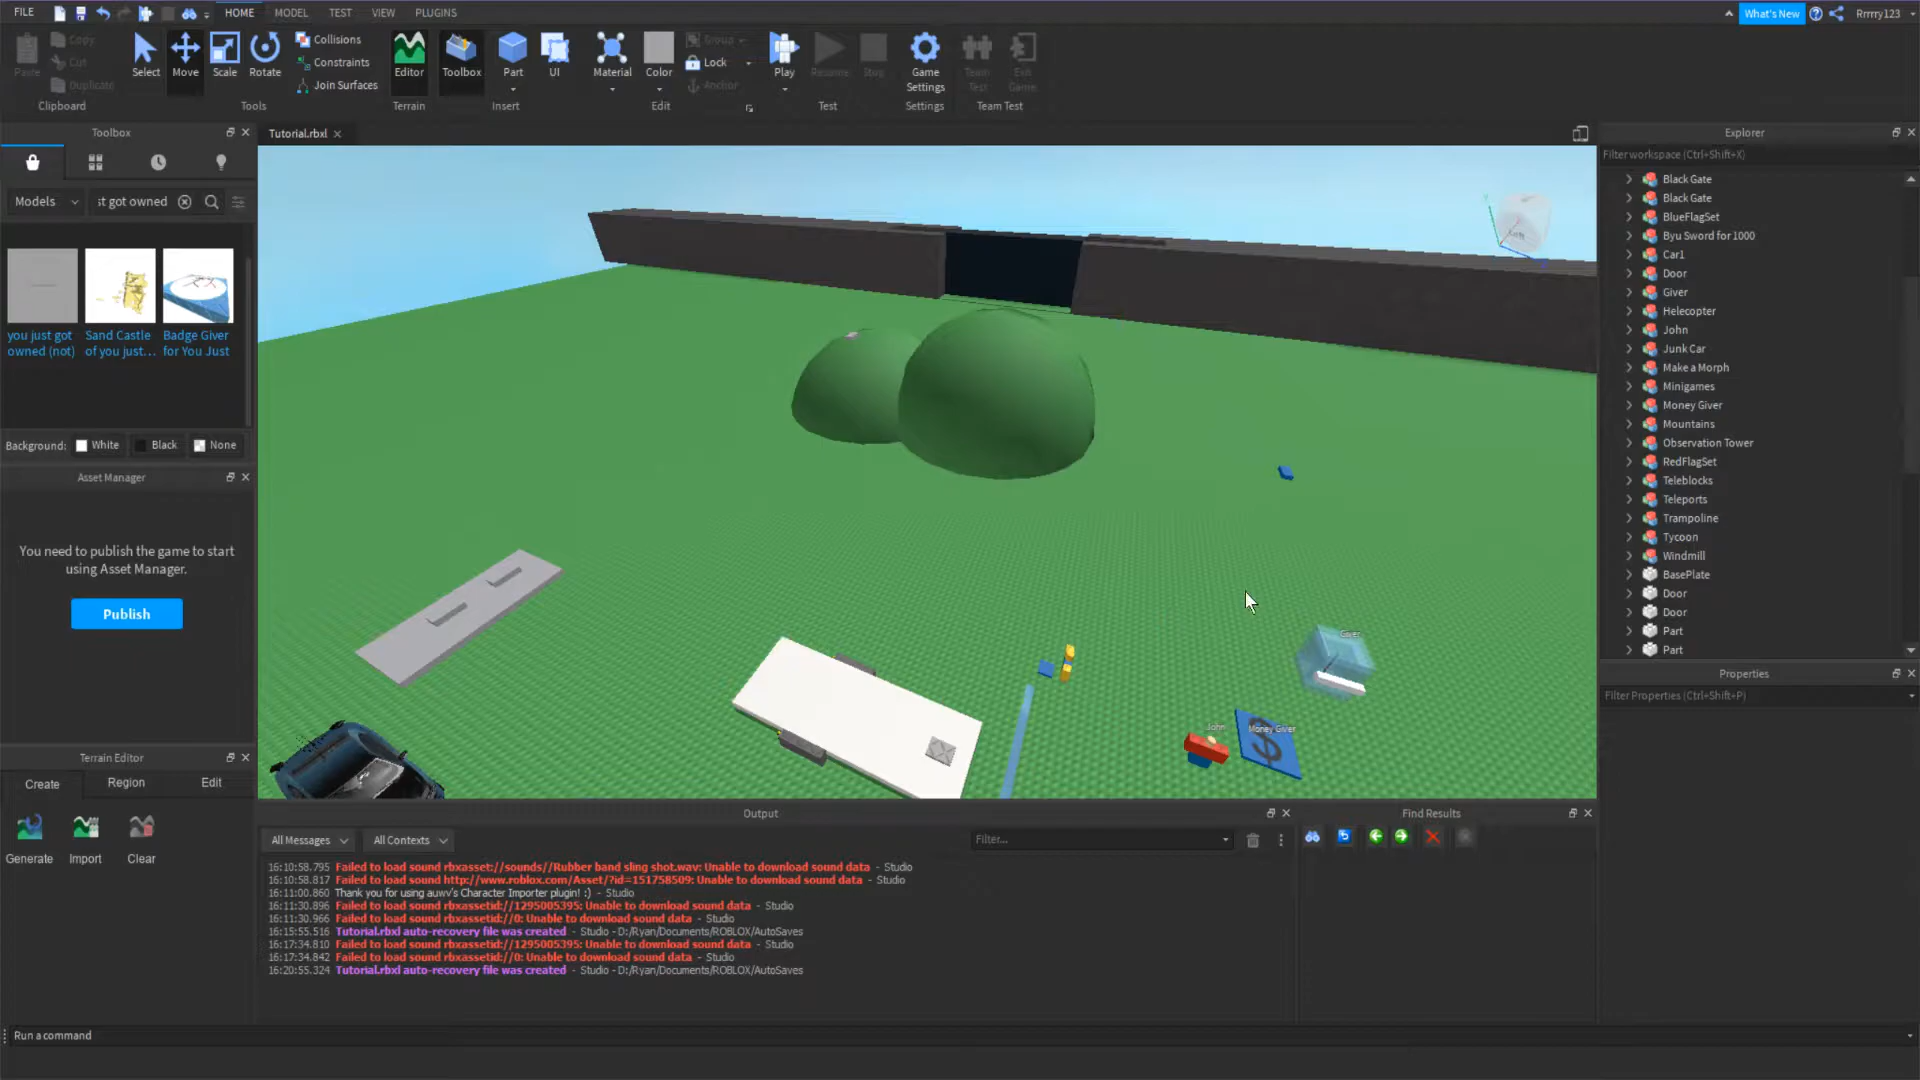 FILE HOME MODEL TEST VIEW PLUGINS What's New Rrrrry123
Paste Copy Cut Duplicate Select Move Scale Rotate Collisions Constraints Join Surfaces Editor Toolbox Part UI Material Color Group Lock Anchor Play Resume Stop Game Settings Team Test Exit Game
Clipboard Tools Terrain Insert Edit Test Settings Team Test
Toolbox
Models st got owned
you just got owned (not)
Sand Castle of you just...
Badge Giver for You Just
Background: White Black None
Asset Manager
You need to publish the game to start
using Asset Manager.
Publish
Terrain Editor
Create Region Edit
Generate Import Clear
Tutorial.rbxl
Left
Giver
John
Money Giver
$
Output
All Messages All Contexts Filter...
16:10:58.795 Failed to load sound rbxasset://sounds//Rubber band sling shot.wav: Unable to download sound data - Studio
16:10:58.817 Failed to load sound http://www.roblox.com/Asset/?id=151758509: Unable to download sound data - Studio
16:11:00.860 Thank you for using auwv's Character Importer plugin! :) - Studio
16:11:30.896 Failed to load sound rbxassetid://1295005395: Unable to download sound data - Studio
16:11:30.966 Failed to load sound rbxassetid://0: Unable to download sound data - Studio
16:15:55.516 Tutorial.rbxl auto-recovery file was created - Studio - D:/Ryan/Documents/ROBLOX/AutoSaves
16:17:34.810 Failed to load sound rbxassetid://1295005395: Unable to download sound data - Studio
16:17:34.842 Failed to load sound rbxassetid://0: Unable to download sound data - Studio
16:20:55.324 Tutorial.rbxl auto-recovery file was created - Studio - D:/Ryan/Documents/ROBLOX/AutoSaves
Find Results
Explorer
Filter workspace (Ctrl+Shift+X)
Black Gate
Black Gate
BlueFlagSet
Byu Sword for 1000
Car1
Door
Giver
Helecopter
John
Junk Car
Make a Morph
Minigames
Money Giver
Mountains
Observation Tower
RedFlagSet
Teleblocks
Teleports
Trampoline
Tycoon
Windmill
BasePlate
Door
Door
Part
Part
Properties
Filter Properties (Ctrl+Shift+P)
Run a command